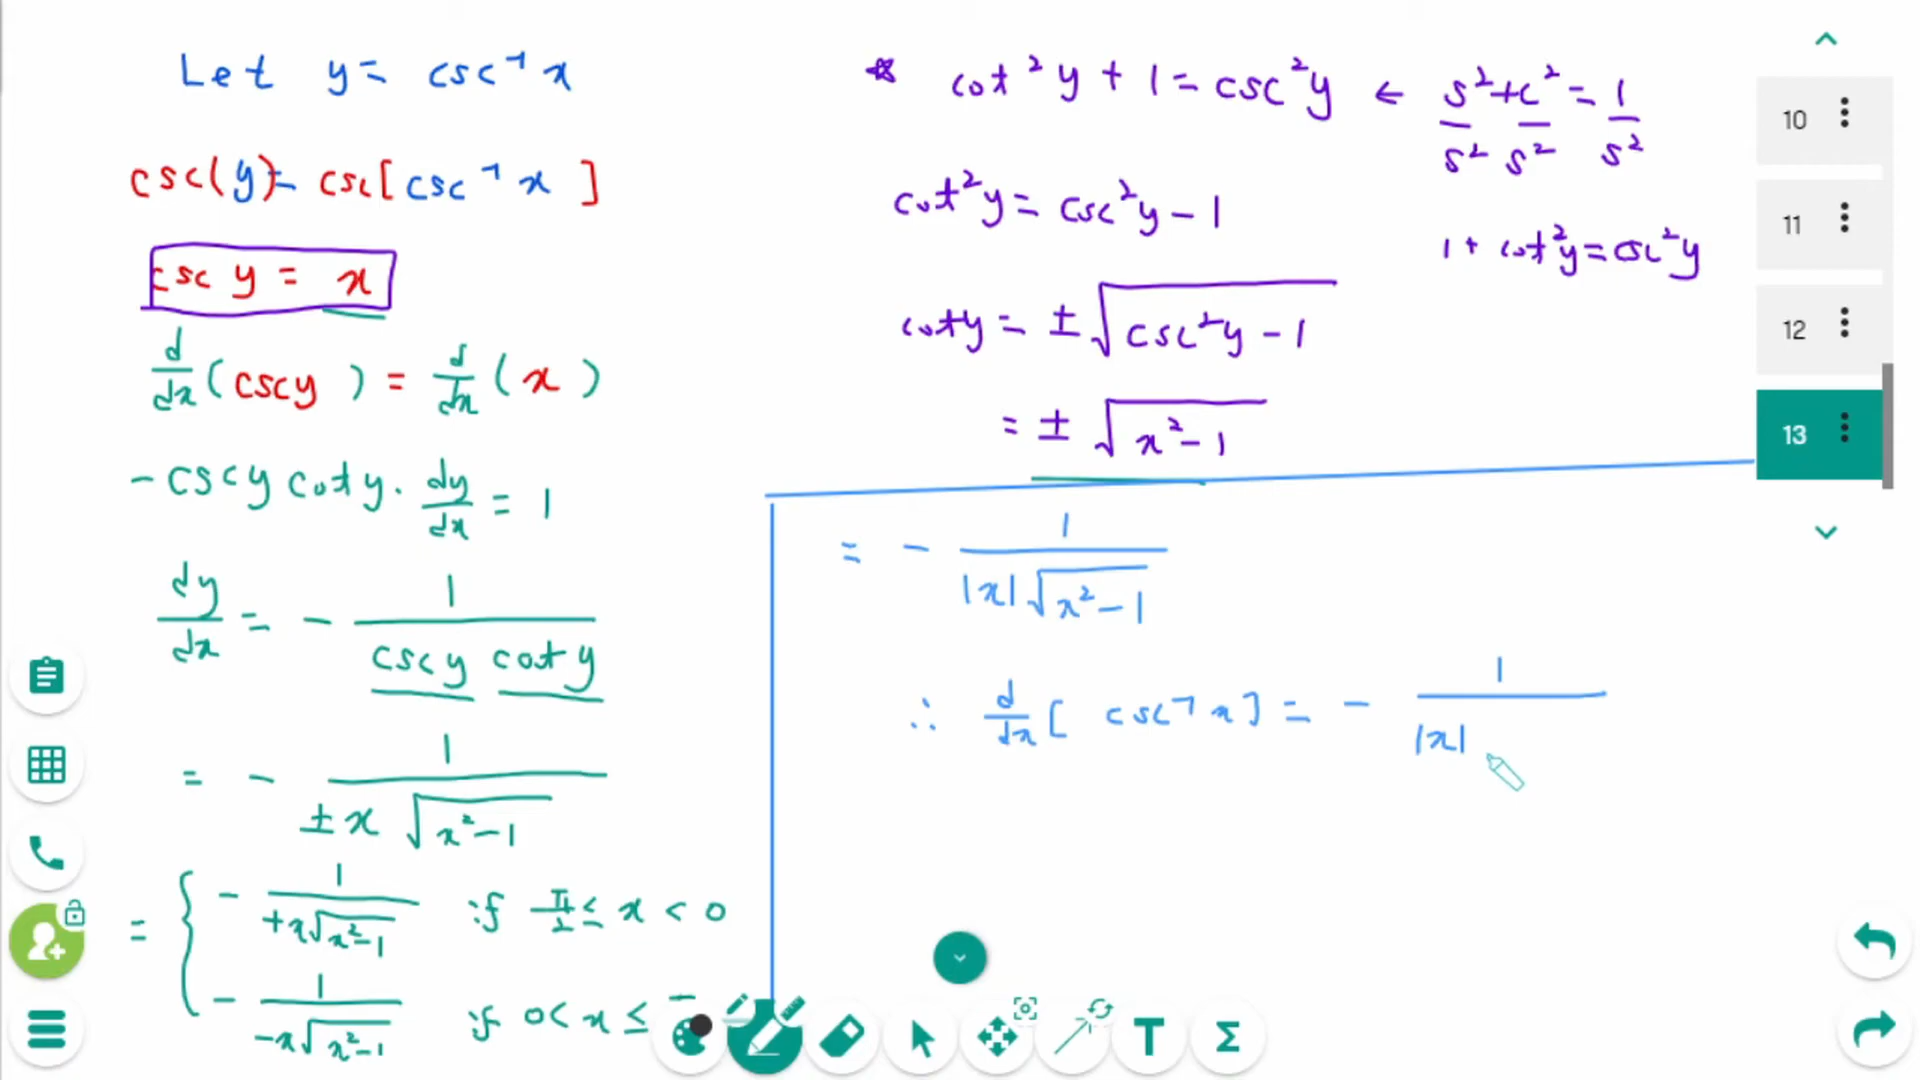 Let y = csc⁻¹ x
csc(y) = csc[csc⁻¹ x]
csc y = x
d/dx (csc y) = d/dx (x)
- csc y cot y · dy/dx = 1
dy/dx = - 1/(csc y cot y)
= - 1/(±x √(x²-1))
= { - 1/(+x√(x²-1)) if -π/2 ≤ x < 0
- 1/(-x√(x²-1)) if 0 < x ≤
* cot²y + 1 = csc²y ← s²/s² + c²/s² = 1/s²
cot²y = csc²y - 1
1 + cot²y = csc²y
cot y = ± √(csc²y - 1)
= ± √(x²-1)
= - 1/(|x|√(x²-1))
∴ d/dx [csc⁻¹ x] = - 1/|x|
10
11
12
13
T
Σ